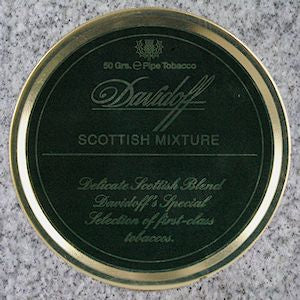 50 Grs. ℮ Pipe Tobacco
Davidoff
SCOTTISH MIXTURE
Delicate Scottish Blend
Davidoff's Special
Selection of first-class
tobaccos.